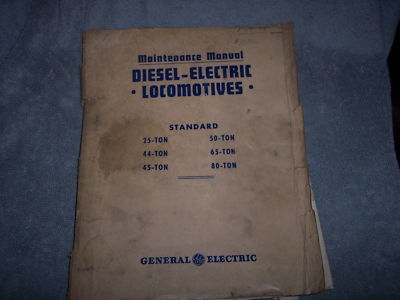 Maintenance Manual
DIESEL-ELECTRIC
• LOCOMOTIVES •
STANDARD
25-TON 50-TON
44-TON 65-TON
45-TON 80-TON
GENERAL GE ELECTRIC